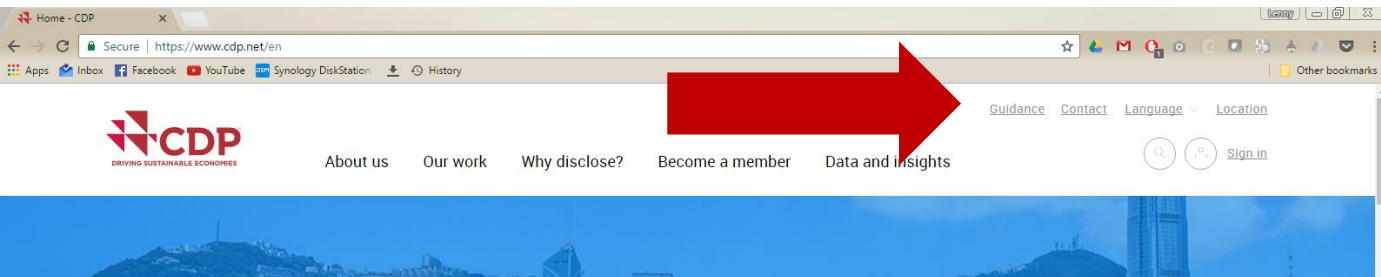 Home - CDP
Lenny
Secure | https://www.cdp.net/en
1
Apps Inbox Facebook YouTube DSM Synology DiskStation History Other bookmarks
Guidance Contact Language Location
CDP
DRIVING SUSTAINABLE ECONOMIES
About us Our work Why disclose? Become a member Data and insights
Sign in